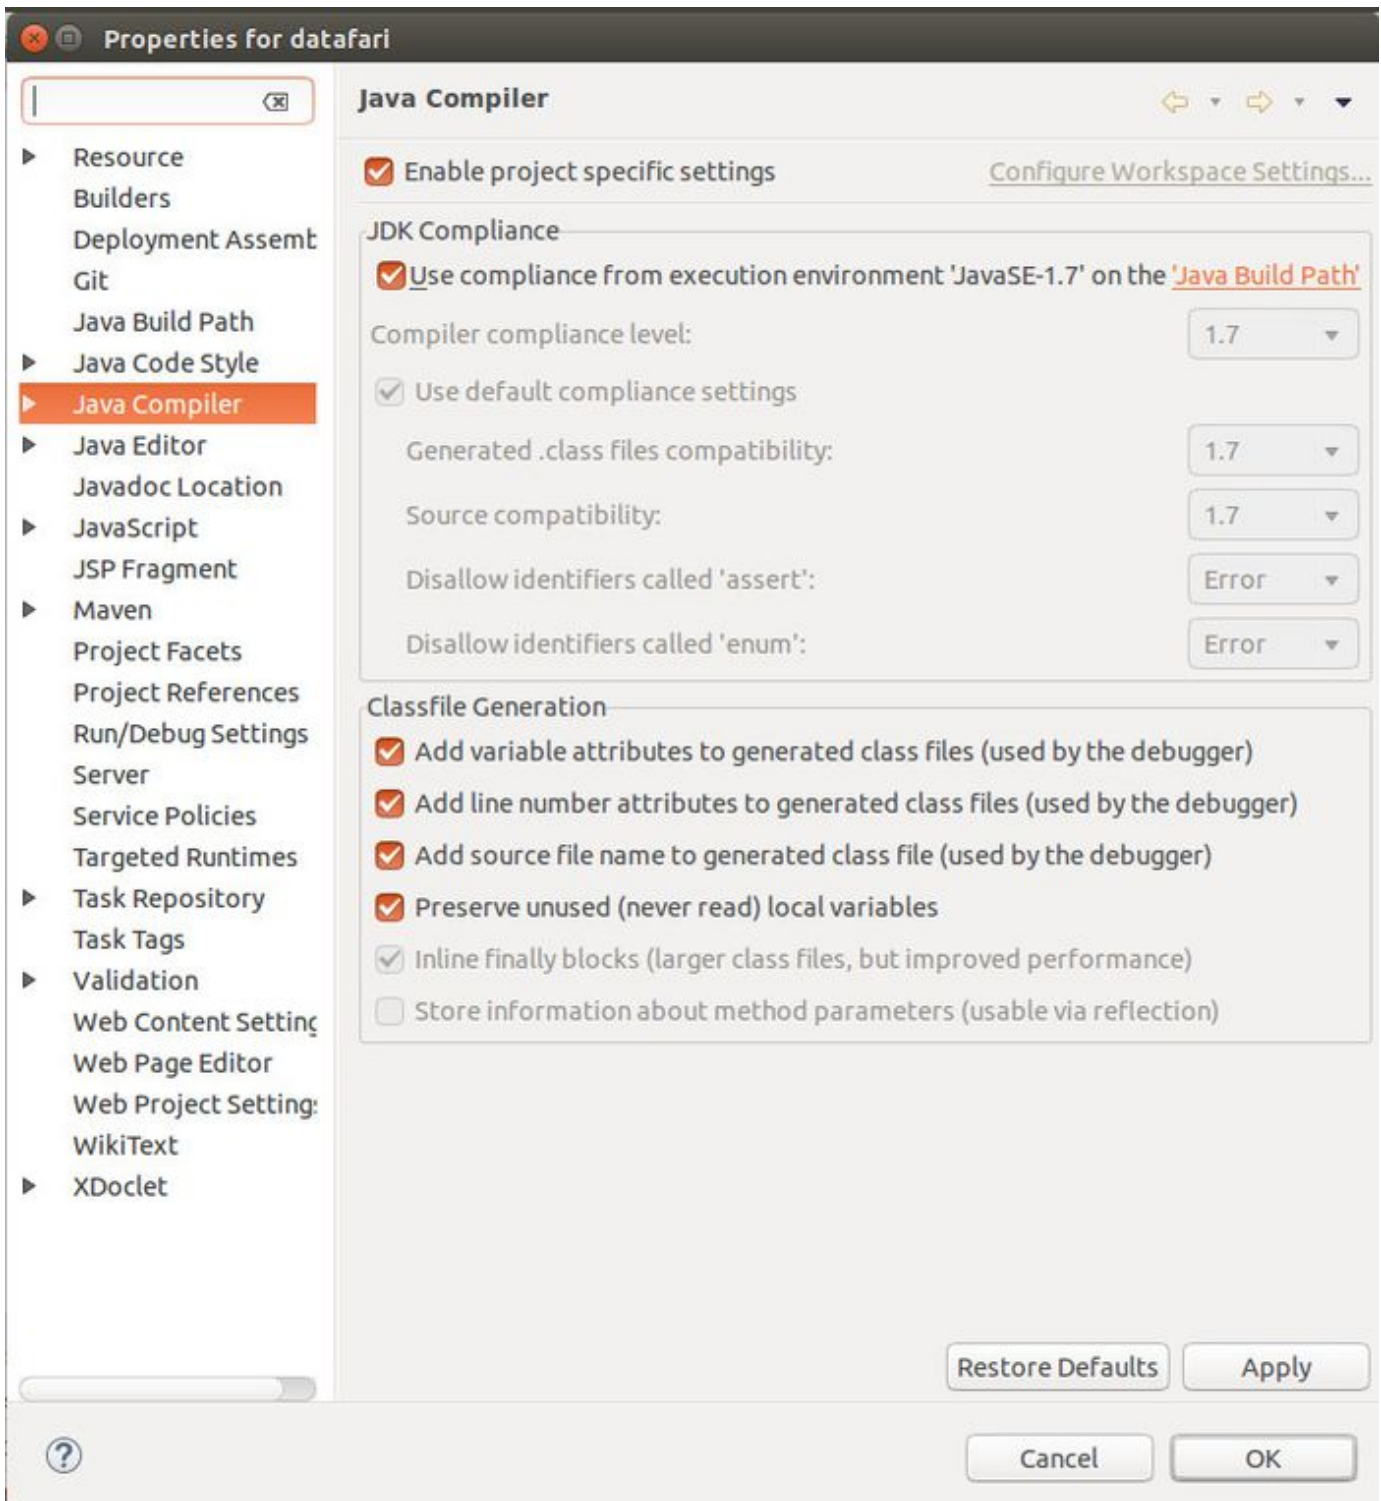 Properties for datafari
Resource
Builders
Deployment Assemb
Git
Java Build Path
Java Code Style
Java Compiler
Java Editor
Javadoc Location
JavaScript
JSP Fragment
Maven
Project Facets
Project References
Run/Debug Settings
Server
Service Policies
Targeted Runtimes
Task Repository
Task Tags
Validation
Web Content Setting
Web Page Editor
Web Project Settings
WikiText
XDoclet
Java Compiler
Enable project specific settings
Configure Workspace Settings...
JDK Compliance
Use compliance from execution environment 'JavaSE-1.7' on the 'Java Build Path'
Compiler compliance level: 1.7
Use default compliance settings
Generated .class files compatibility: 1.7
Source compatibility: 1.7
Disallow identifiers called 'assert': Error
Disallow identifiers called 'enum': Error
Classfile Generation
Add variable attributes to generated class files (used by the debugger)
Add line number attributes to generated class files (used by the debugger)
Add source file name to generated class file (used by the debugger)
Preserve unused (never read) local variables
Inline finally blocks (larger class files, but improved performance)
Store information about method parameters (usable via reflection)
Restore Defaults
Apply
?
Cancel
OK